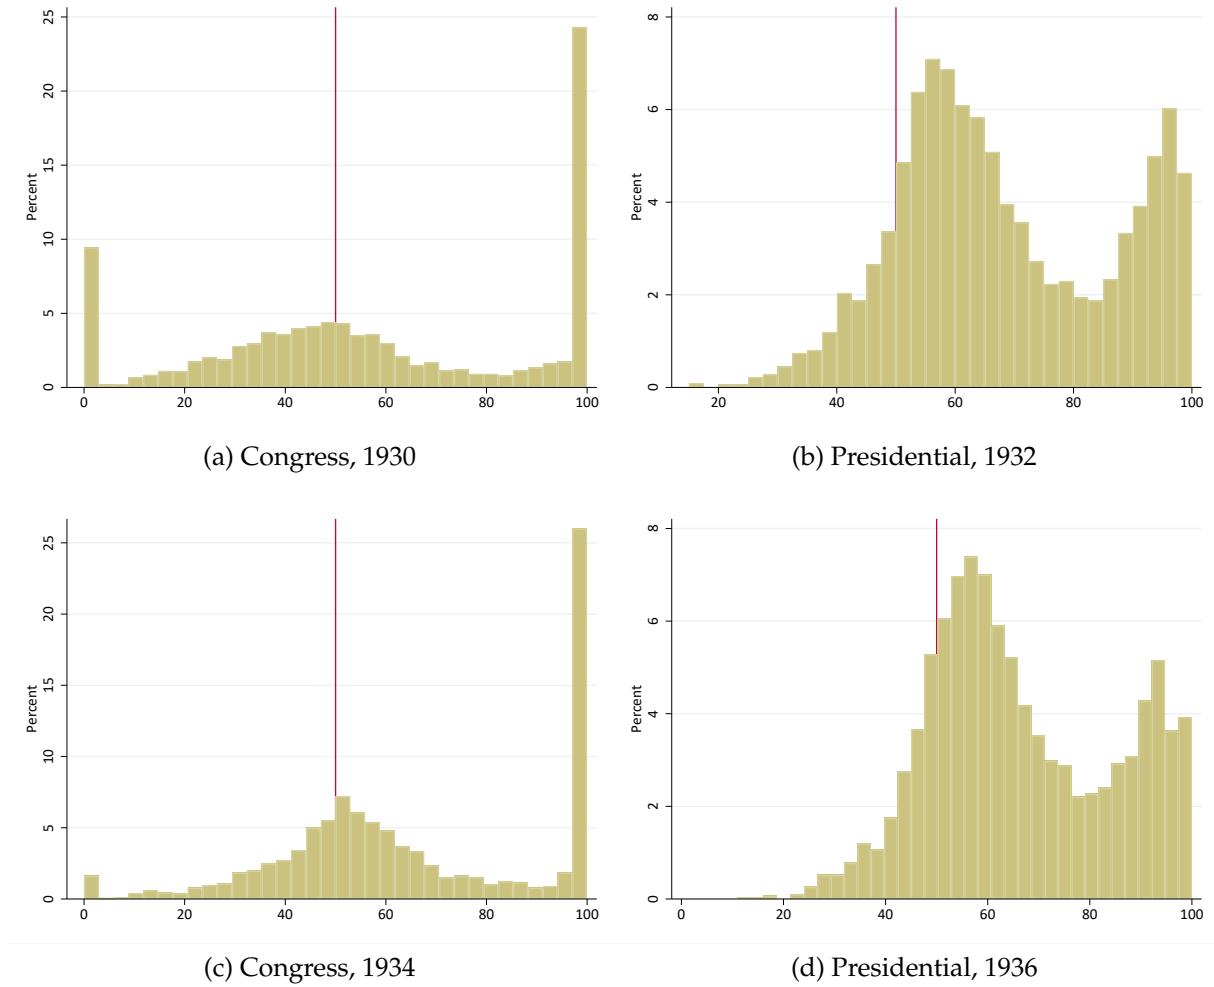 Percent
0 5 10 15 20 25
0 20 40 60 80 100
(a) Congress, 1930
Percent
0 2 4 6 8
20 40 60 80 100
(b) Presidential, 1932
Percent
0 5 10 15 20 25
0 20 40 60 80 100
(c) Congress, 1934
Percent
0 2 4 6 8
0 20 40 60 80 100
(d) Presidential, 1936